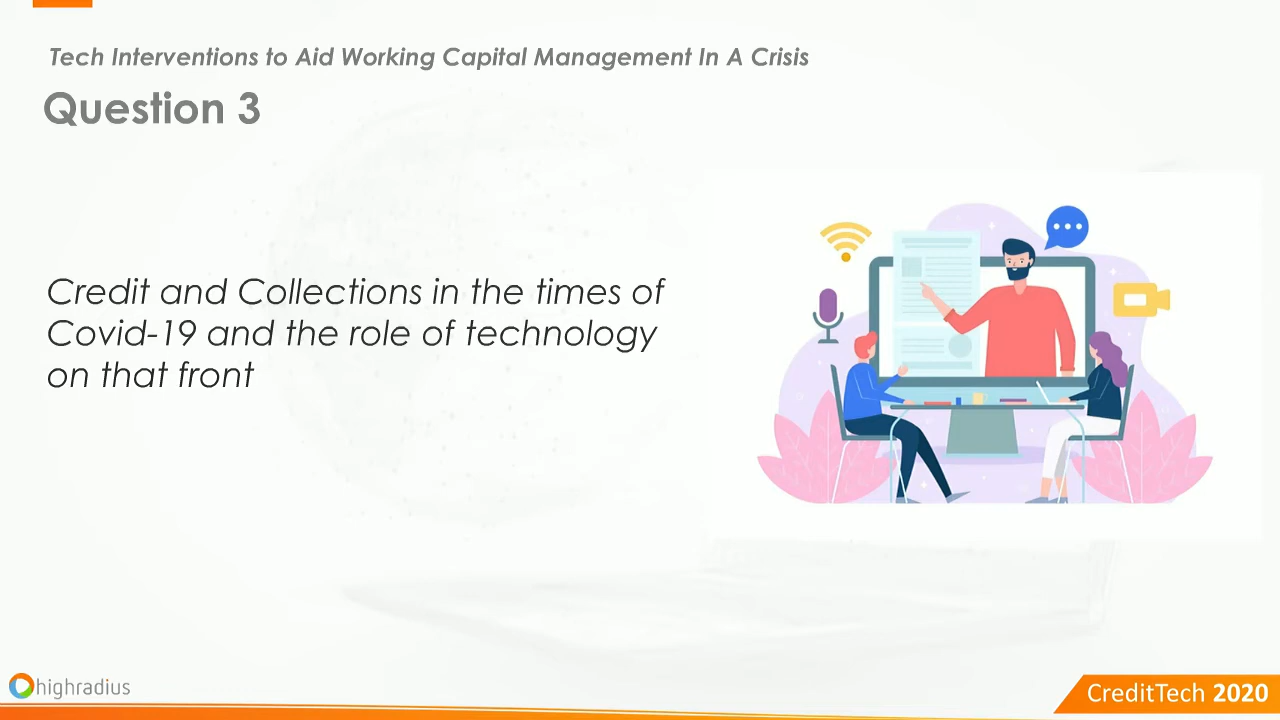 Tech Interventions to Aid Working Capital Management In A Crisis
Question 3
Credit and Collections in the times of
Covid-19 and the role of technology
on that front
highradius
CreditTech 2020